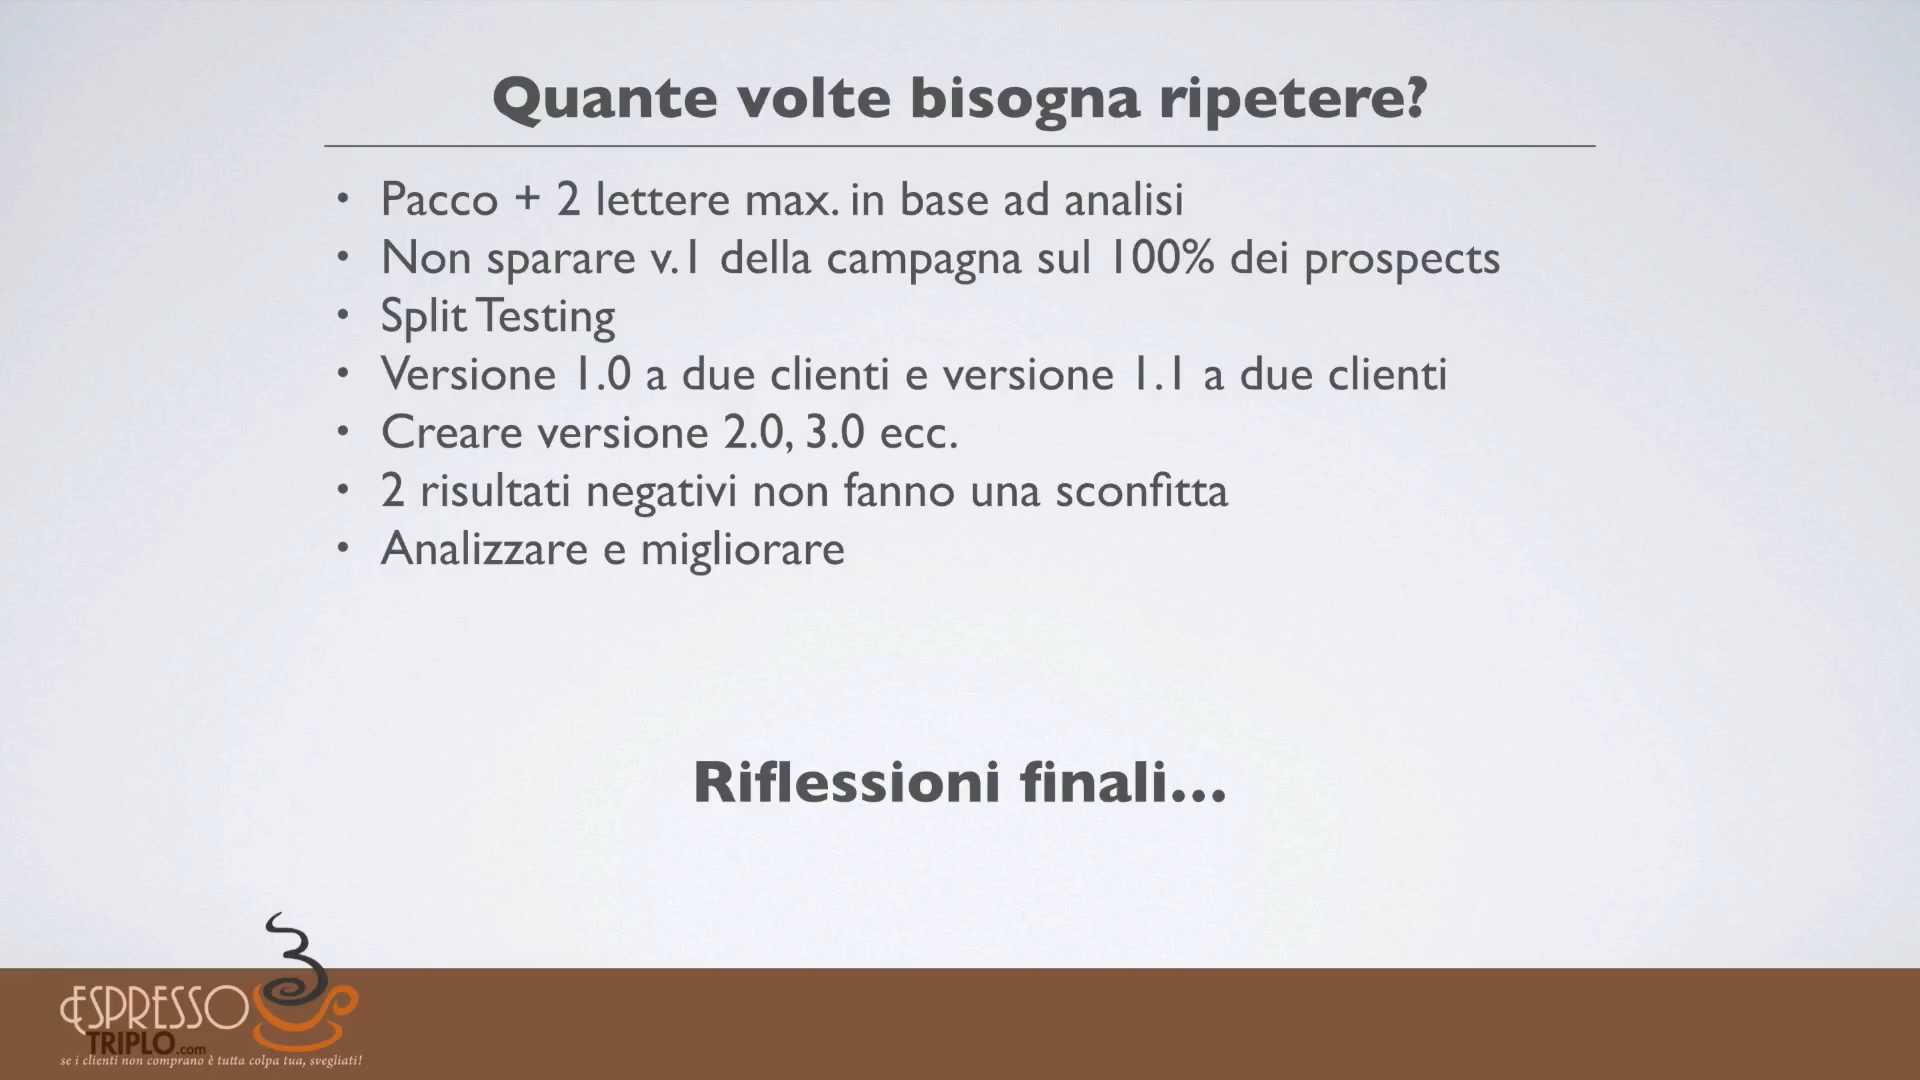 Quante volte bisogna ripetere?
• Pacco + 2 lettere max. in base ad analisi
• Non sparare v.1 della campagna sul 100% dei prospects
• Split Testing
• Versione 1.0 a due clienti e versione 1.1 a due clienti
• Creare versione 2.0, 3.0 ecc.
• 2 risultati negativi non fanno una sconfitta
• Analizzare e migliorare
Riflessioni finali...
ESPRESSO 3
TRIPLO.com
se i clienti non comprano è tutta colpa tua, svegliati!